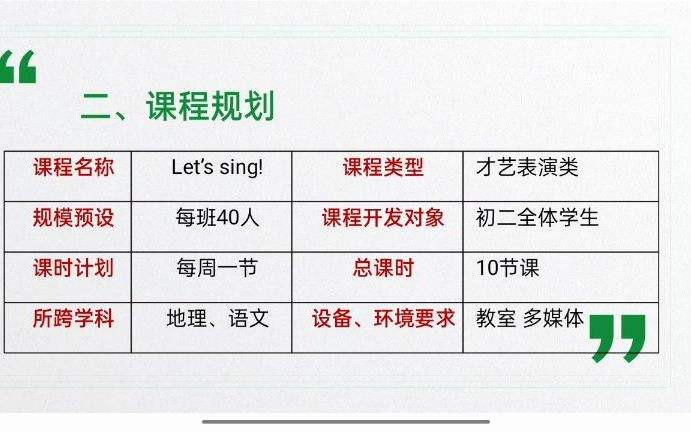 二、课程规划
课程名称 Let's sing! 课程类型 才艺表演类
规模预设 每班40人 课程开发对象 初二全体学生
课时计划 每周一节 总课时 10节课
所跨学科 地理、语文 设备、环境要求 教室 多媒体